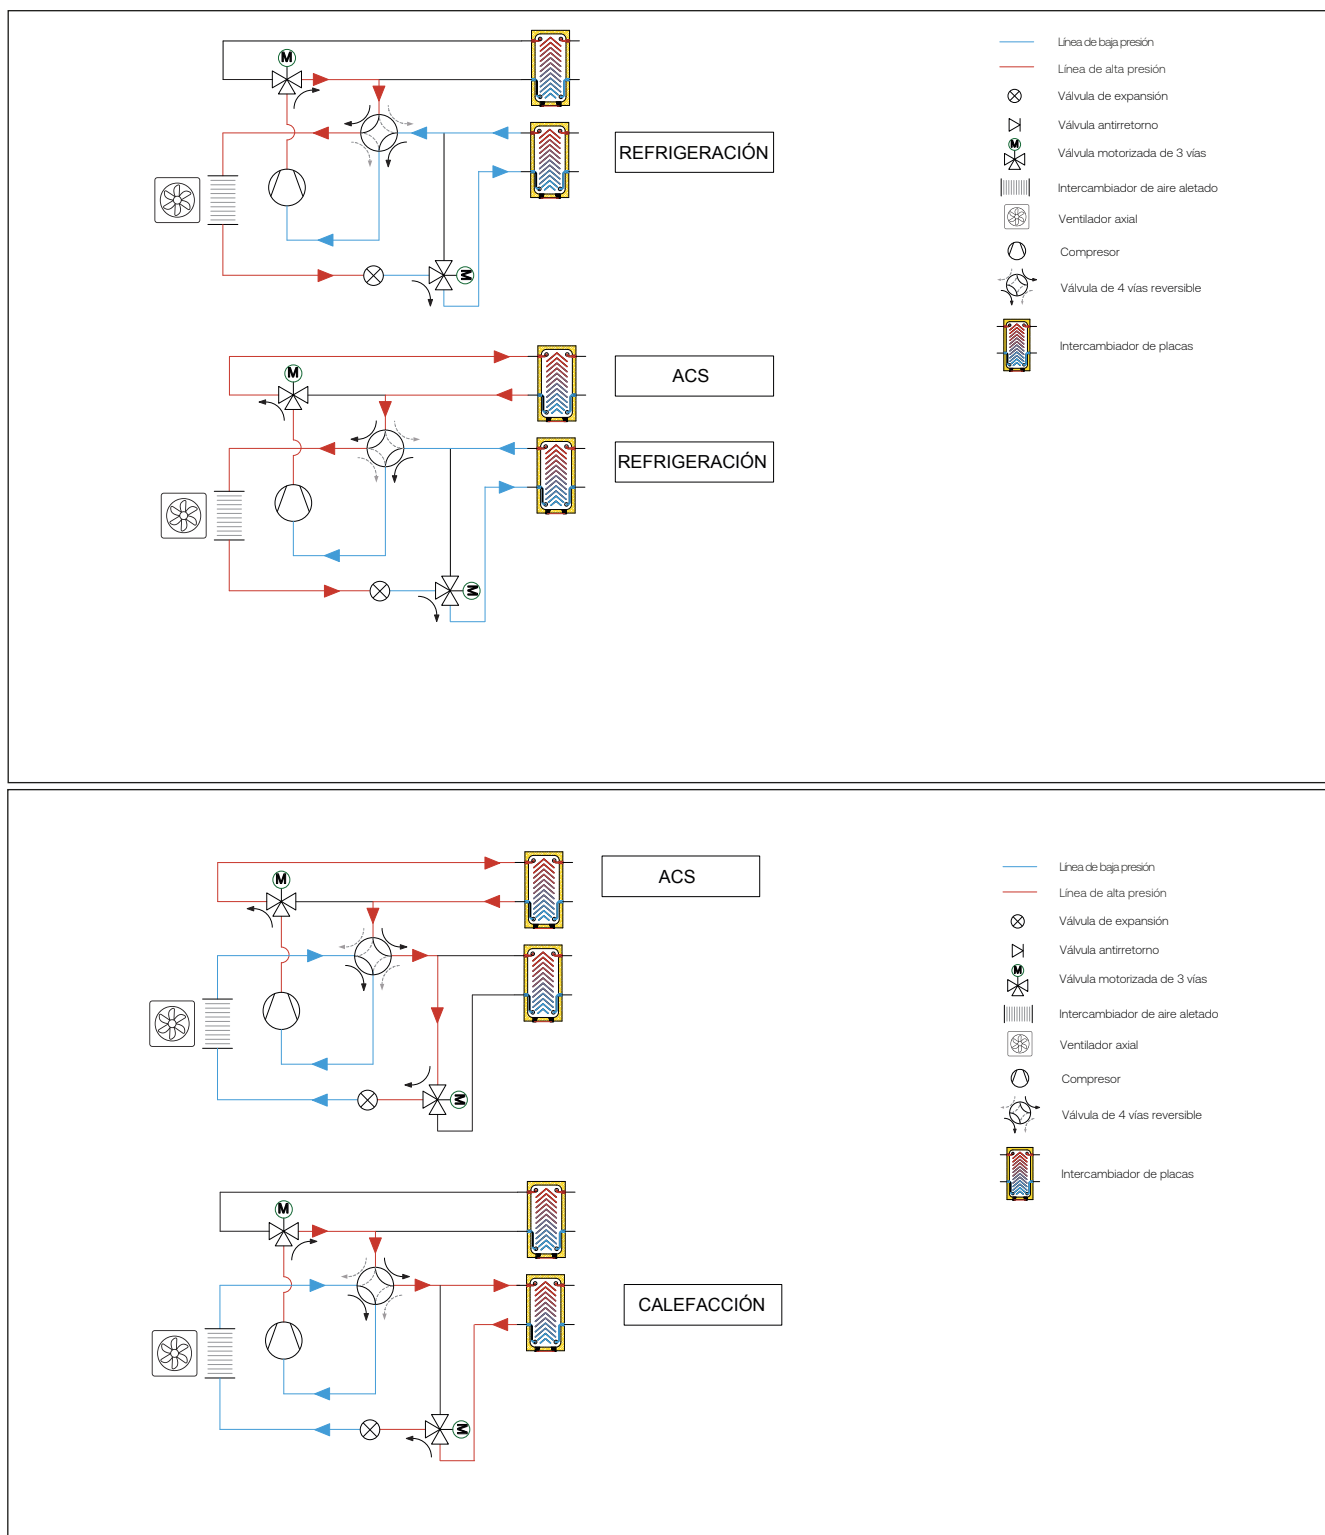 M
REFRIGERACIÓN
M
M
ACS
REFRIGERACIÓN
M
Línea de baja presión
Línea de alta presión
Válvula de expansión
Válvula antirretorno
M
Válvula motorizada de 3 vías
Intercambiador de aire aletado
Ventilador axial
Compresor
Válvula de 4 vías reversible
Intercambiador de placas
M
ACS
M
M
CALEFACCIÓN
M
Línea de baja presión
Línea de alta presión
Válvula de expansión
Válvula antirretorno
M
Válvula motorizada de 3 vías
Intercambiador de aire aletado
Ventilador axial
Compresor
Válvula de 4 vías reversible
Intercambiador de placas